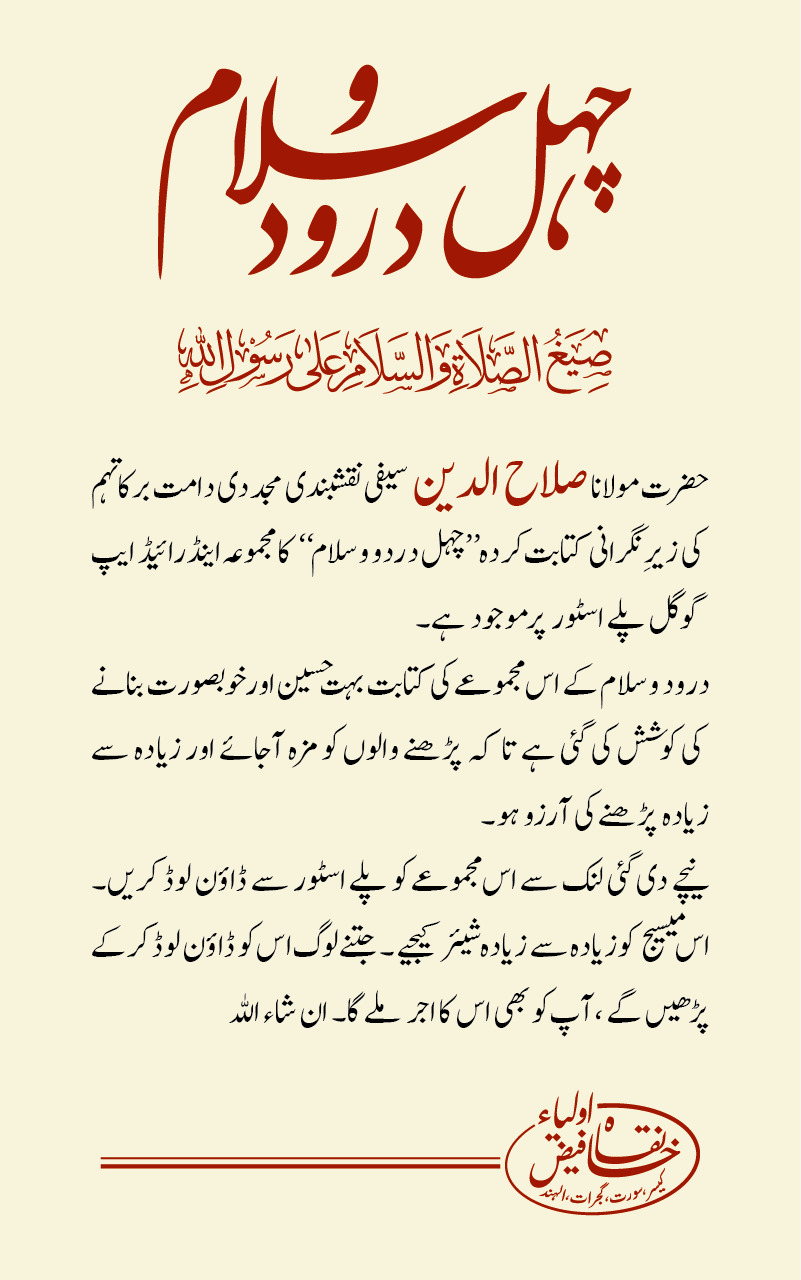 چہل درود و سلام
صِيَغُ الصَّلَاةِ وَالسَّلَامِ عَلٰى رَسُوْلِ اللّٰهِ
حضرت مولانا صلاح الدین سیفی نقشبندی مجددی دامت برکاتہم
کی زیرِ نگرانی کتابت کردہ ”چہل دردو و سلام“ کا مجموعہ اینڈرائیڈ ایپ
گوگل پلے اسٹور پر موجود ہے۔
درود و سلام کے اس مجموعے کی کتابت بہت حسین اور خوبصورت بنانے
کی کوشش کی گئی ہے تا کہ پڑھنے والوں کو مزہ آجائے اور زیادہ سے
زیادہ پڑھنے کی آرزو ہو۔
نیچے دی گئی لنک سے اس مجموعے کو پلے اسٹور سے ڈاؤن لوڈ کریں۔
اس میسیج کو زیادہ سے زیادہ شیئر کیجیے۔ جتنے لوگ اس کو ڈاؤن لوڈ کر کے
پڑھیں گے، آپ کو بھی اس کا اجر ملے گا۔ ان شاء اللہ
خانقاہ فیض اولیاء
سورت، گجرات، الہند